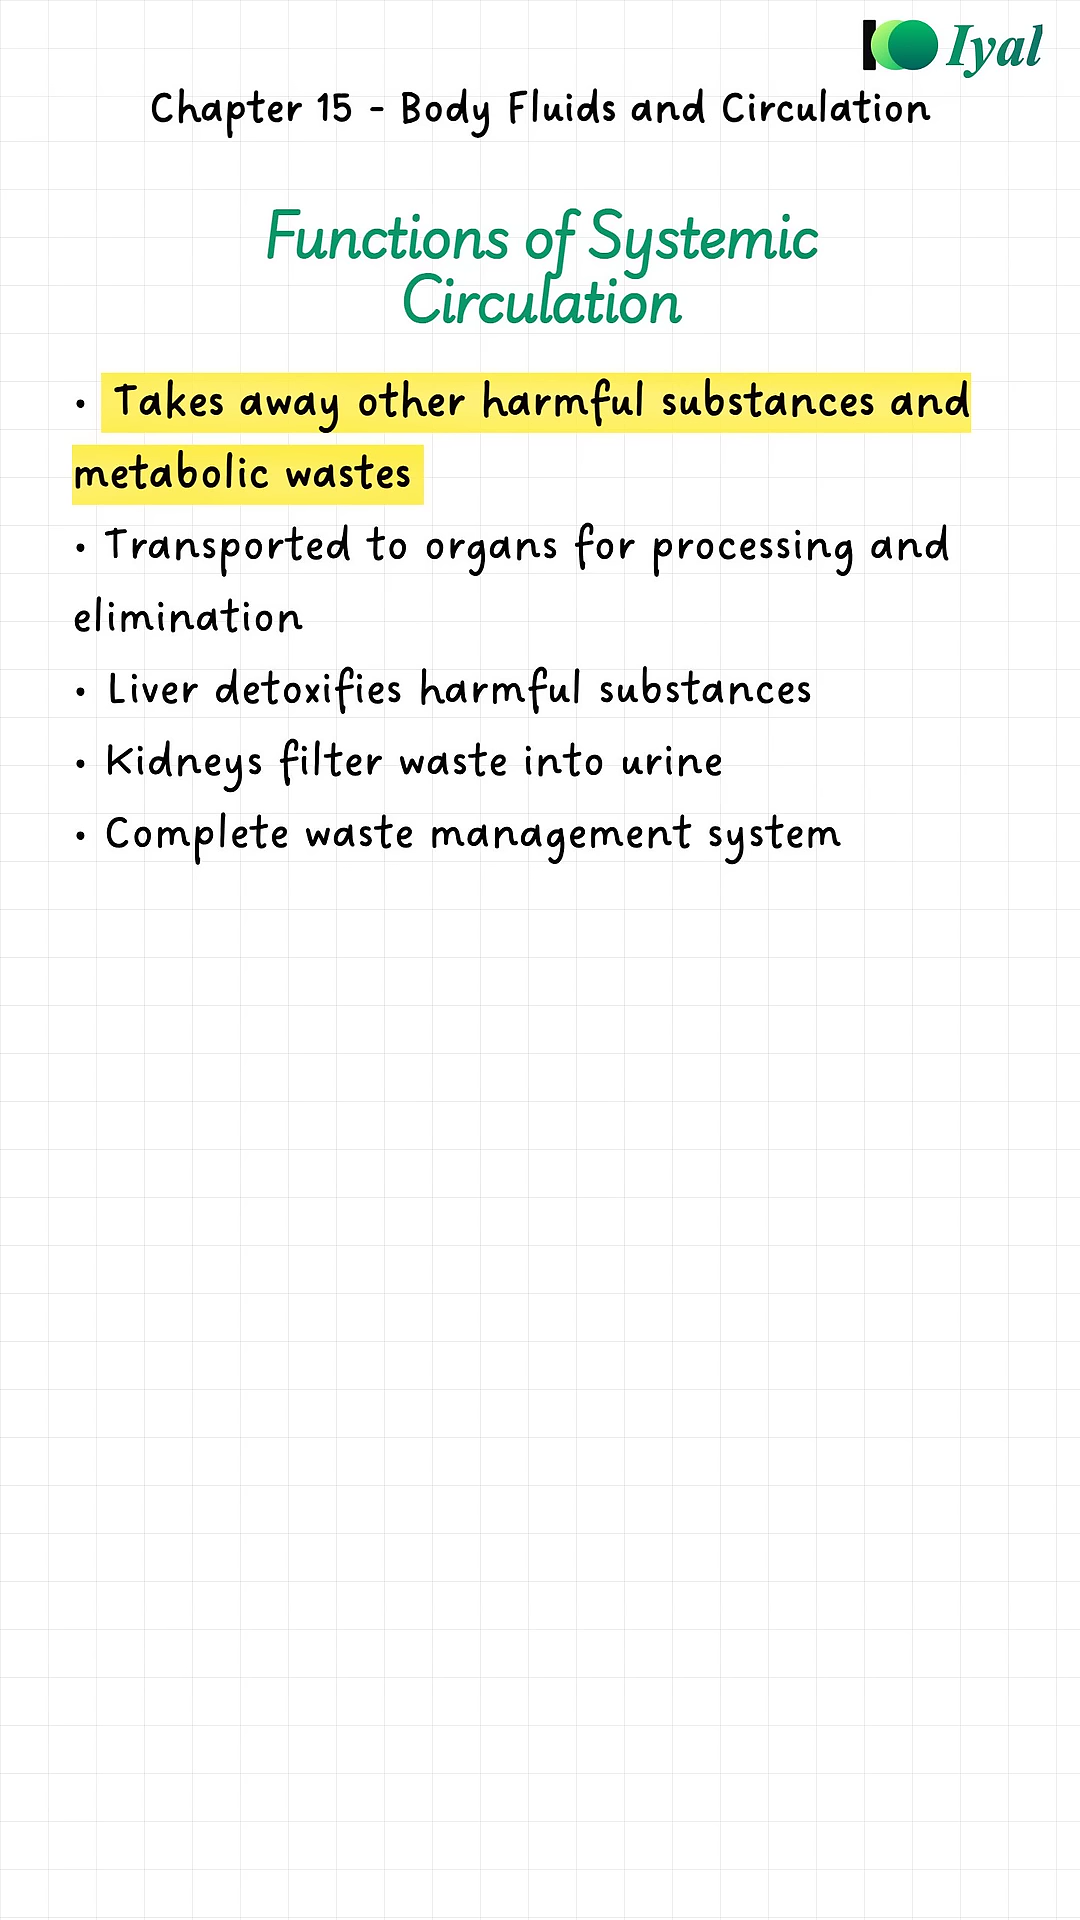 Iyal
Chapter 15 - Body Fluids and Circulation
Functions of Systemic
Circulation
• Takes away other harmful substances and
metabolic wastes
• Transported to organs for processing and
elimination
• Liver detoxifies harmful substances
• Kidneys filter waste into urine
• Complete waste management system